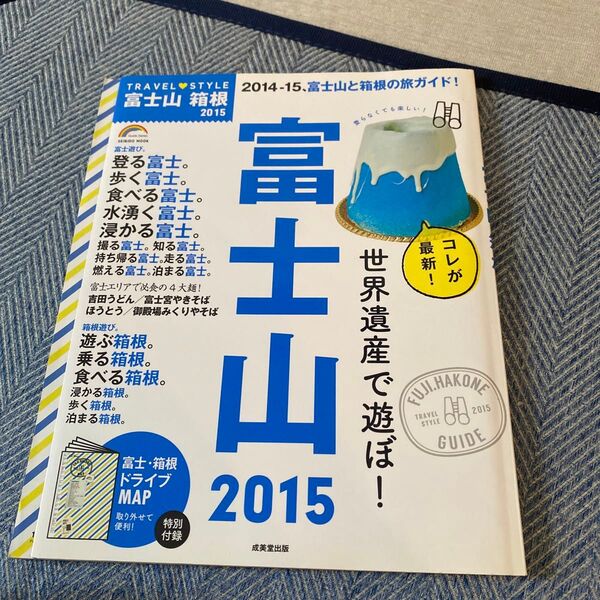 TRAVEL♥STYLE
富士山 箱根
2015
2014-15、富士山と箱根の旅ガイド!
登らなくても楽しい!
SEIBIDO MOOK
富士遊び。
登る富士。
歩く富士。
食べる富士。
水湧く富士。
浸かる富士。
撮る富士。知る富士。
持ち帰る富士。走る富士。
燃える富士。泊まる富士。
富士エリアで必食の4大麺!
吉田うどん/富士宮やきそば
ほうとう/御殿場みくりやそば
箱根遊び。
遊ぶ箱根。
乗る箱根。
食べる箱根。
浸かる箱根。
歩く箱根。
泊まる箱根。
富士・箱根
ドライブ
MAP
取り外せて
便利!
特別
付録
富士山
2015
コレが
最新!
世界遺産で遊ぼ!
FUJI,HAKONE
TRAVEL
STYLE
2015
GUIDE
成美堂出版